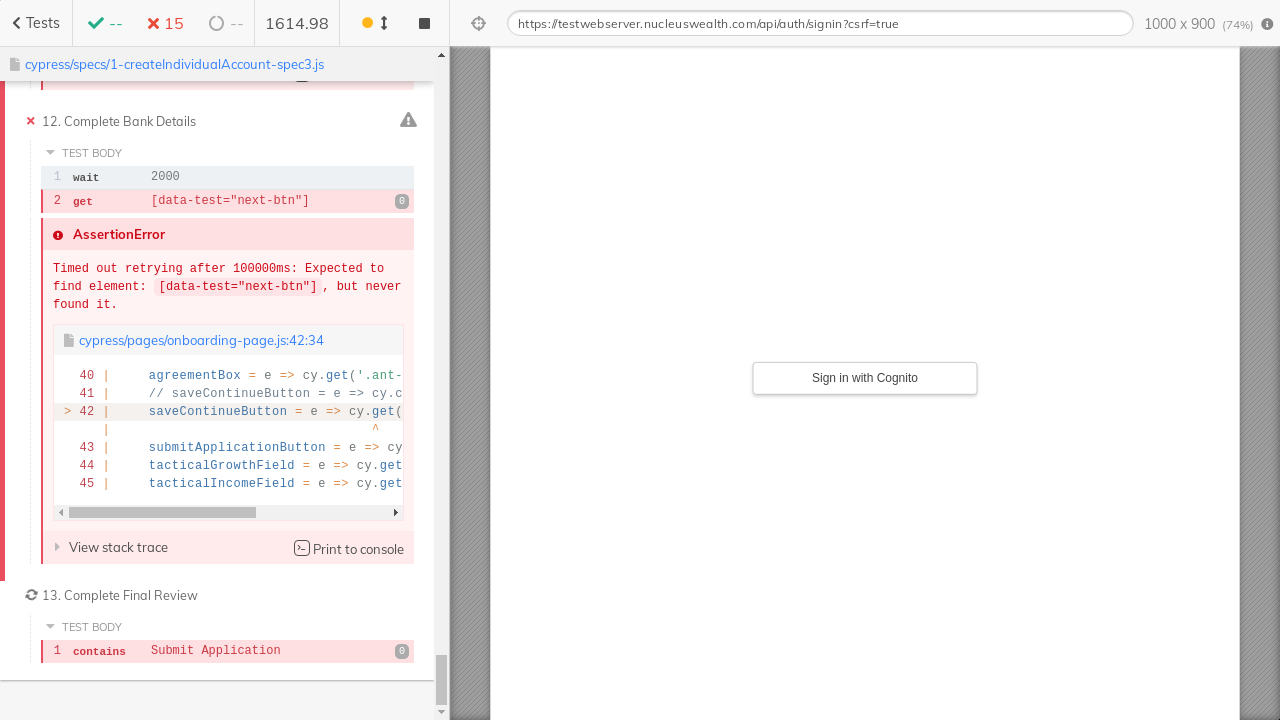 Tests
--
15
--
1614.98
https://testwebserver.nucleuswealth.com/api/auth/signin?csrf=true
1000 x 900 (74%)
cypress/specs/1-createIndividualAccount-spec3.js
12. Complete Bank Details
TEST BODY
1 wait 2000
2 get [data-test="next-btn"] 0
AssertionError
Timed out retrying after 100000ms: Expected to
find element: [data-test="next-btn"], but never
found it.
cypress/pages/onboarding-page.js:42:34
40 | agreementBox = e => cy.get('.ant-
41 | // saveContinueButton = e => cy.c
> 42 | saveContinueButton = e => cy.get(
| ^
43 | submitApplicationButton = e => cy
44 | tacticalGrowthField = e => cy.get
45 | tacticalIncomeField = e => cy.get
View stack trace
Print to console
13. Complete Final Review
TEST BODY
1 contains Submit Application 0
Sign in with Cognito